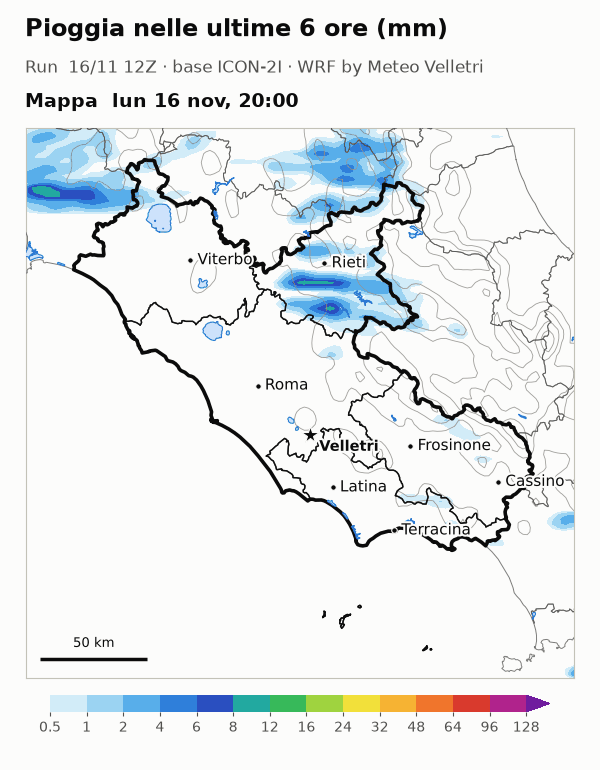 Pioggia nelle ultime 6 ore (mm)
Run  16/11 12Z · base ICON-2I · WRF by Meteo Velletri
Mappa  lun 16 nov, 20:00
Viterbo
Rieti
Roma
Velletri
Frosinone
Cassino
Latina
Terracina
50 km
0.5 1 2 4 6 8 12 16 24 32 48 64 96 128